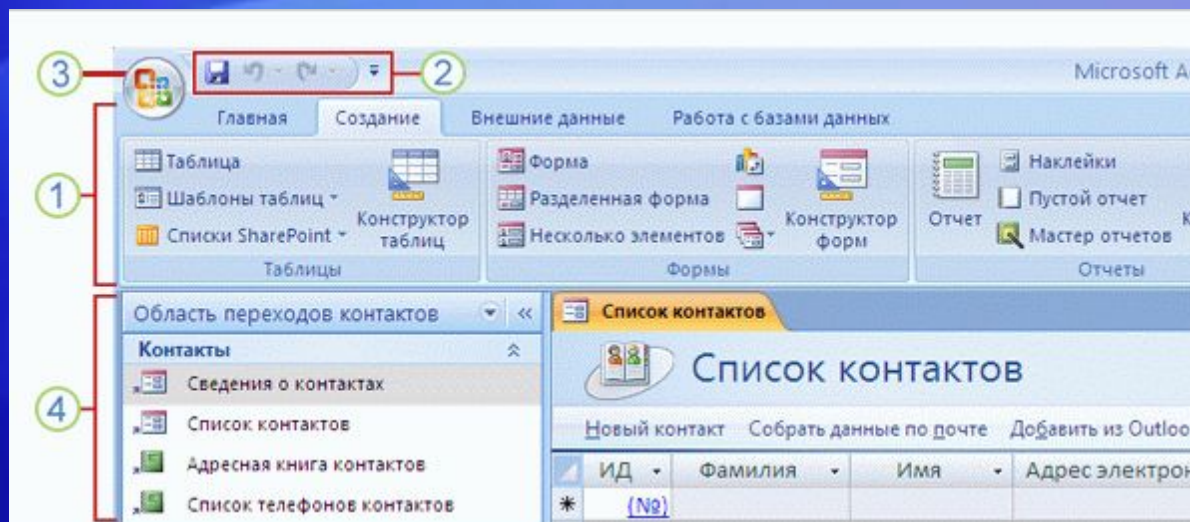 3
2
Microsoft A
Главная Создание Внешние данные Работа с базами данных
1
Таблица
Шаблоны таблиц
Списки SharePoint
Конструктор
таблиц
Таблицы
Форма
Разделенная форма
Несколько элементов
Конструктор
форм
Формы
Отчет
Наклейки
Пустой отчет
Мастер отчетов
К
Отчеты
4
Область переходов контактов
Контакты
Сведения о контактах
Список контактов
Адресная книга контактов
Список телефонов контактов
Список контактов
Список контактов
Новый контакт Собрать данные по почте Добавить из Outloo
ИД Фамилия Имя Адрес электрон
* (№)